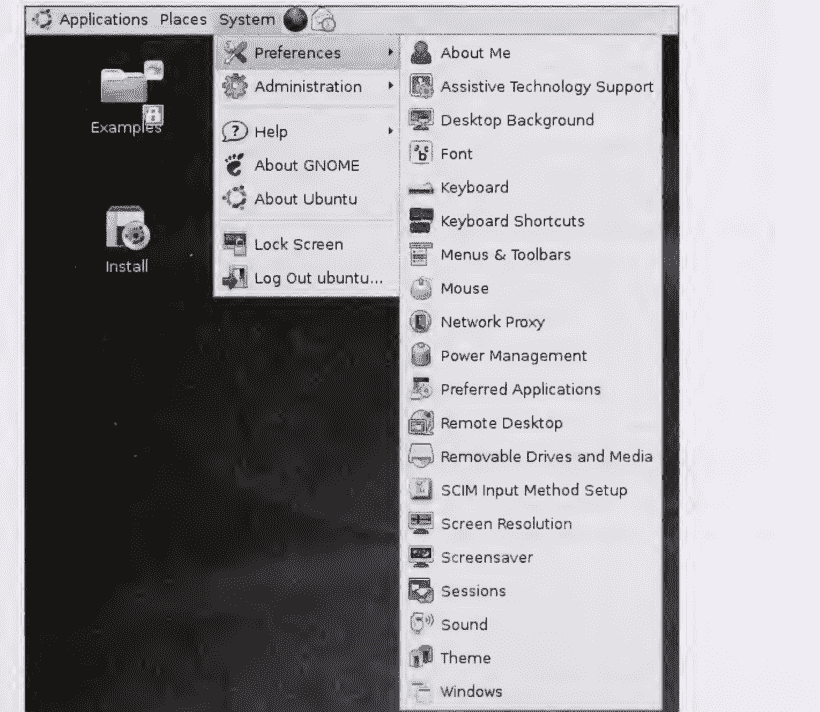 Applications Places System
Preferences
Administration
Help
About GNOME
About Ubuntu
Lock Screen
Log Out ubuntu...
About Me
Assistive Technology Support
Desktop Background
Font
Keyboard
Keyboard Shortcuts
Menus & Toolbars
Mouse
Network Proxy
Power Management
Preferred Applications
Remote Desktop
Removable Drives and Media
SCIM Input Method Setup
Screen Resolution
Screensaver
Sessions
Sound
Theme
Windows
Examples
Install